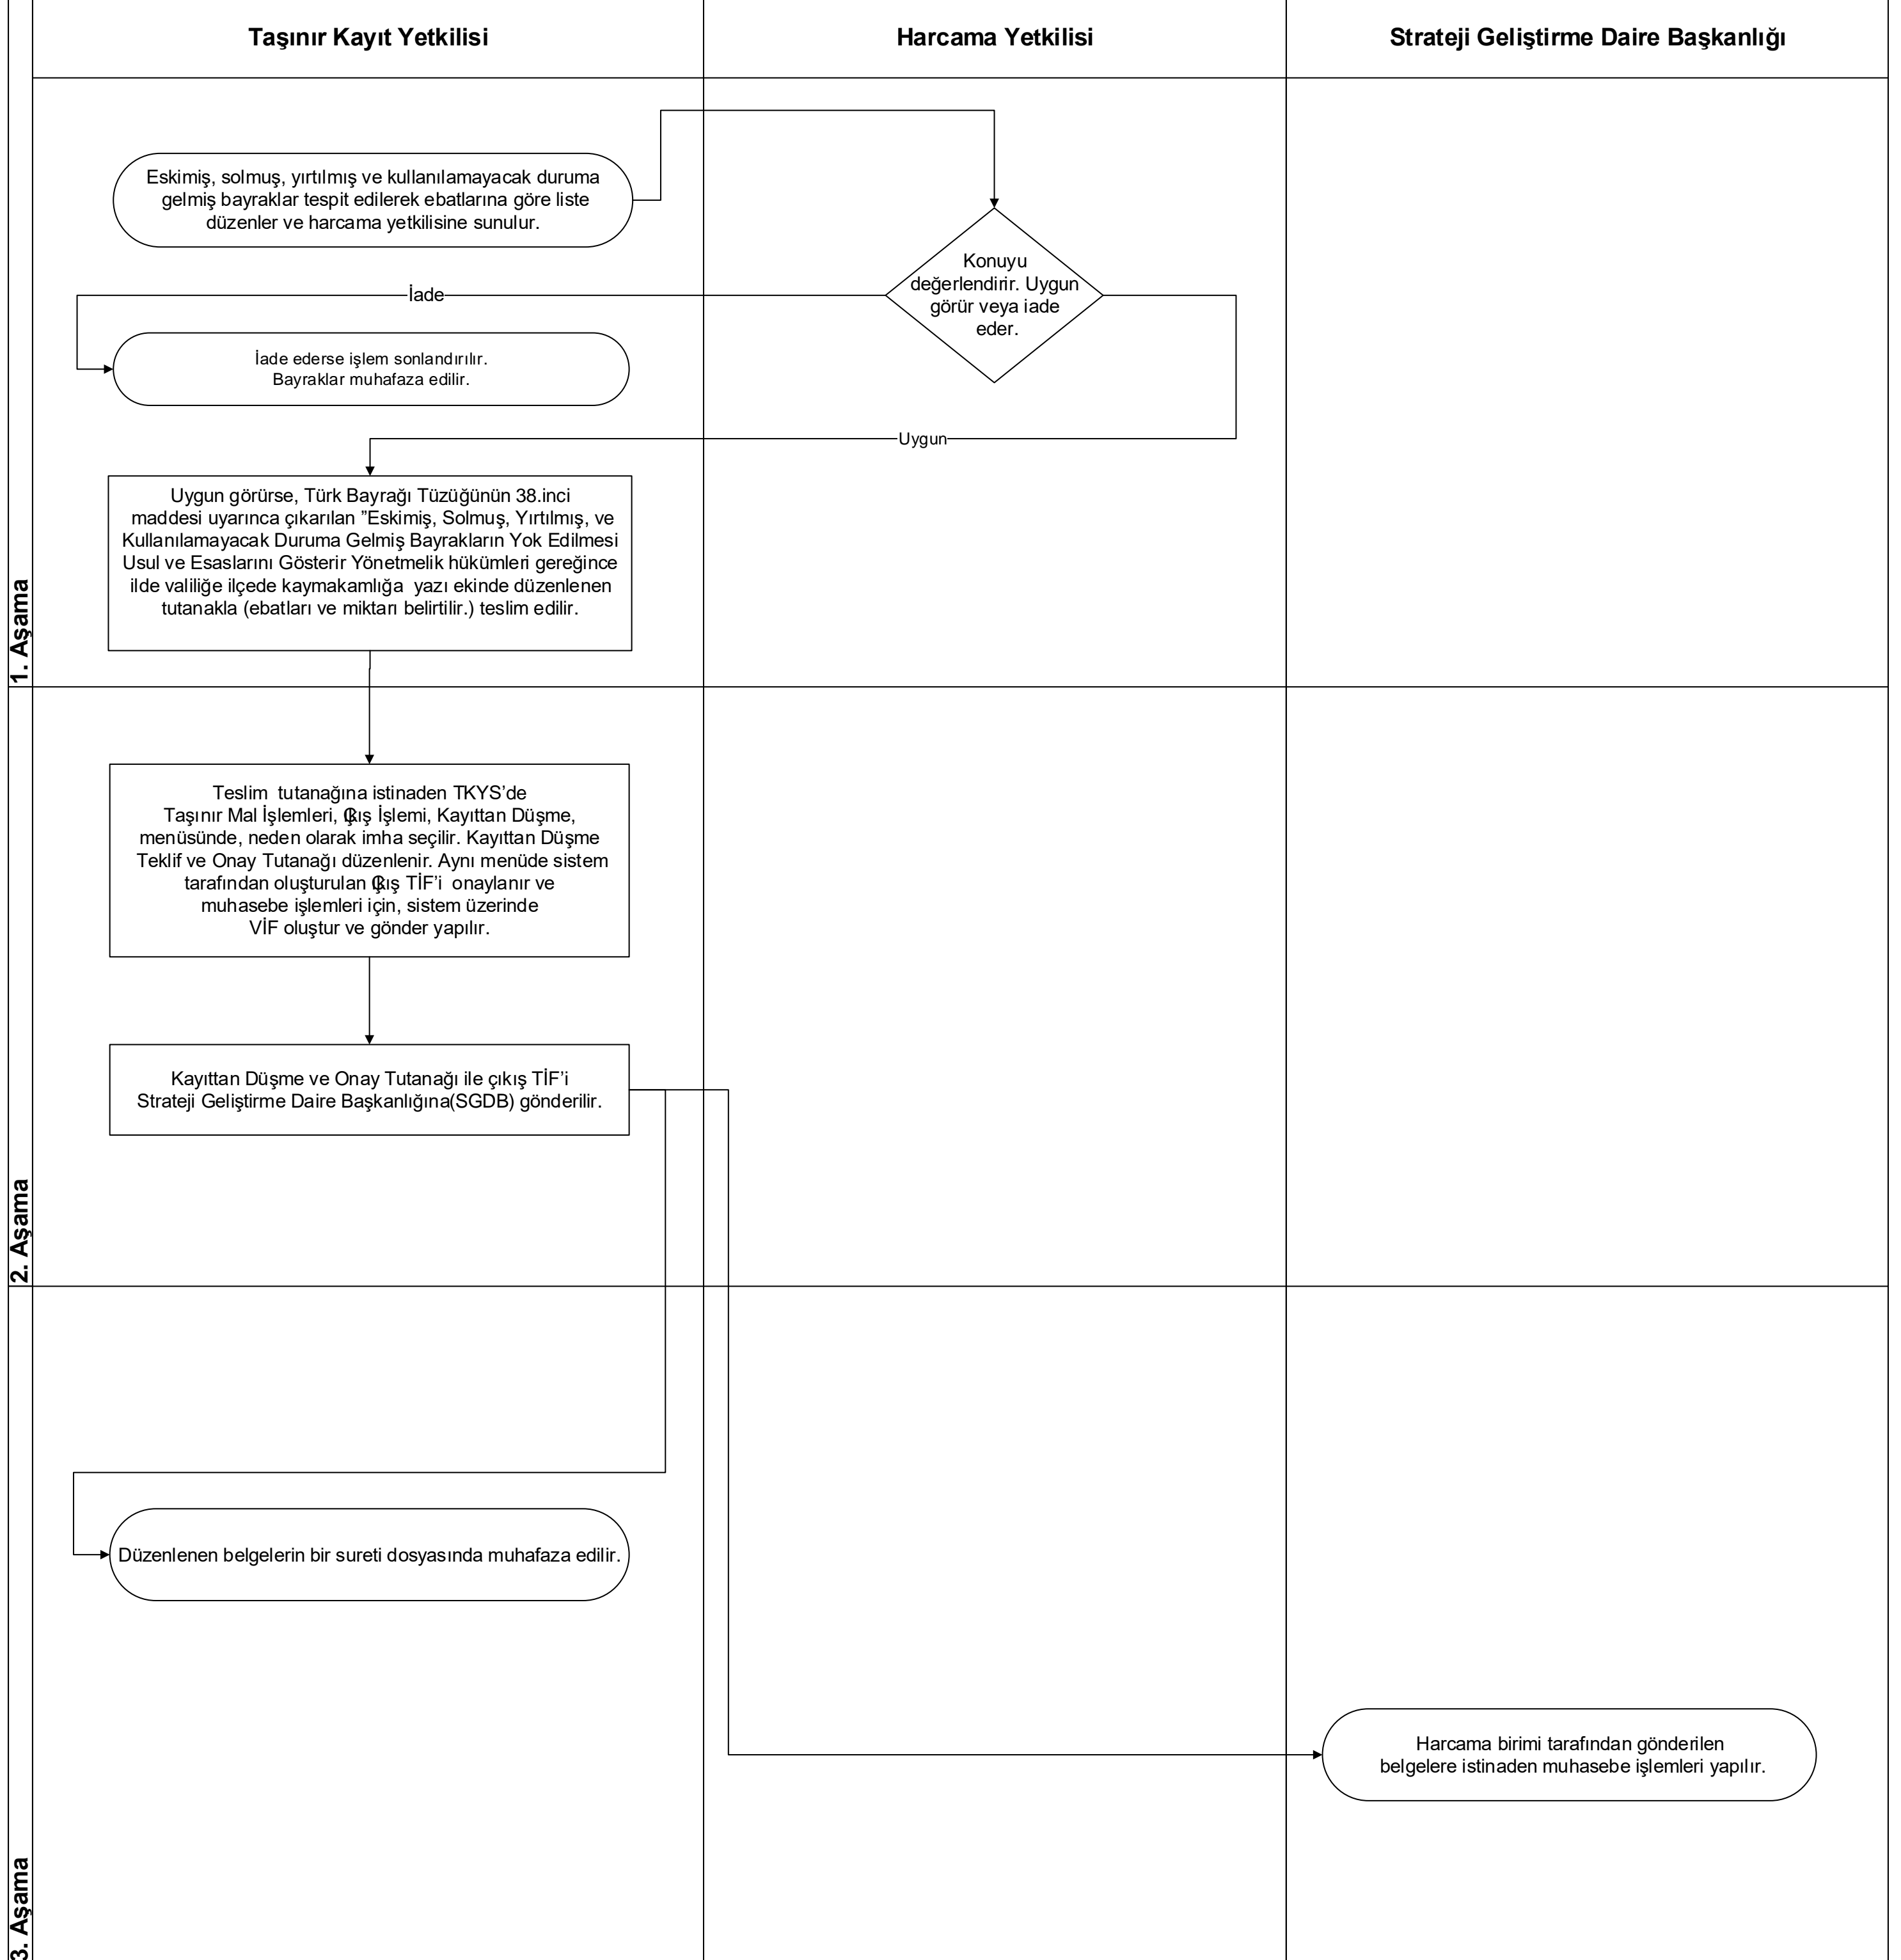 Taşınır Kayıt Yetkilisi
Harcama Yetkilisi
Strateji Geliştirme Daire Başkanlığı
1. Aşama
Eskimiş, solmuş, yırtılmış ve kullanılamayacak duruma
gelmiş bayraklar tespit edilerek ebatlarına göre liste
düzenler ve harcama yetkilisine sunulur.
Konuyu
değerlendirir. Uygun
görür veya iade
eder.
İade
İade ederse işlem sonlandırılır.
Bayraklar muhafaza edilir.
Uygun
Uygun görürse, Türk Bayrağı Tüzüğünün 38.inci
maddesi uyarınca çıkarılan ”Eskimiş, Solmuş, Yırtılmış, ve
Kullanılamayacak Duruma Gelmiş Bayrakların Yok Edilmesi
Usul ve Esaslarını Gösterir Yönetmelik hükümleri gereğince
ilde valiliğe ilçede kaymakamlığa yazı ekinde düzenlenen
tutanakla (ebatları ve miktarı belirtilir.) teslim edilir.
2. Aşama
Teslim tutanağına istinaden TKYS’de
Taşınır Mal İşlemleri, Çıkış İşlemi, Kayıttan Düşme,
menüsünde, neden olarak imha seçilir. Kayıttan Düşme
Teklif ve Onay Tutanağı düzenlenir. Aynı menüde sistem
tarafından oluşturulan Çıkış TİF’i onaylanır ve
muhasebe işlemleri için, sistem üzerinde
VİF oluştur ve gönder yapılır.
Kayıttan Düşme ve Onay Tutanağı ile çıkış TİF’i
Strateji Geliştirme Daire Başkanlığına(SGDB) gönderilir.
3. Aşama
Düzenlenen belgelerin bir sureti dosyasında muhafaza edilir.
Harcama birimi tarafından gönderilen
belgelere istinaden muhasebe işlemleri yapılır.